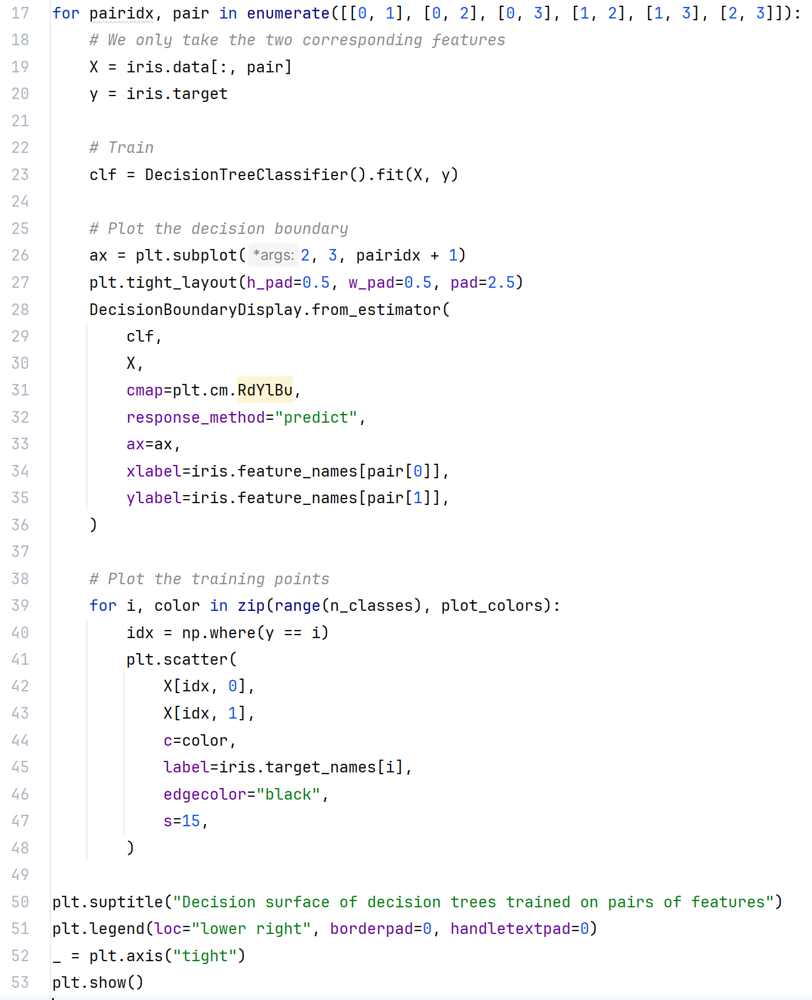 17 for pairidx, pair in enumerate([[0, 1], [0, 2], [0, 3], [1, 2], [1, 3], [2, 3]]):
18     # We only take the two corresponding features
19     X = iris.data[:, pair]
20     y = iris.target
21
22     # Train
23     clf = DecisionTreeClassifier().fit(X, y)
24
25     # Plot the decision boundary
26     ax = plt.subplot( *args: 2, 3, pairidx + 1)
27     plt.tight_layout(h_pad=0.5, w_pad=0.5, pad=2.5)
28     DecisionBoundaryDisplay.from_estimator(
29         clf,
30         X,
31         cmap=plt.cm.RdYlBu,
32         response_method="predict",
33         ax=ax,
34         xlabel=iris.feature_names[pair[0]],
35         ylabel=iris.feature_names[pair[1]],
36     )
37
38     # Plot the training points
39     for i, color in zip(range(n_classes), plot_colors):
40         idx = np.where(y == i)
41         plt.scatter(
42             X[idx, 0],
43             X[idx, 1],
44             c=color,
45             label=iris.target_names[i],
46             edgecolor="black",
47             s=15,
48         )
49
50 plt.suptitle("Decision surface of decision trees trained on pairs of features")
51 plt.legend(loc="lower right", borderpad=0, handletextpad=0)
52 _ = plt.axis("tight")
53 plt.show()